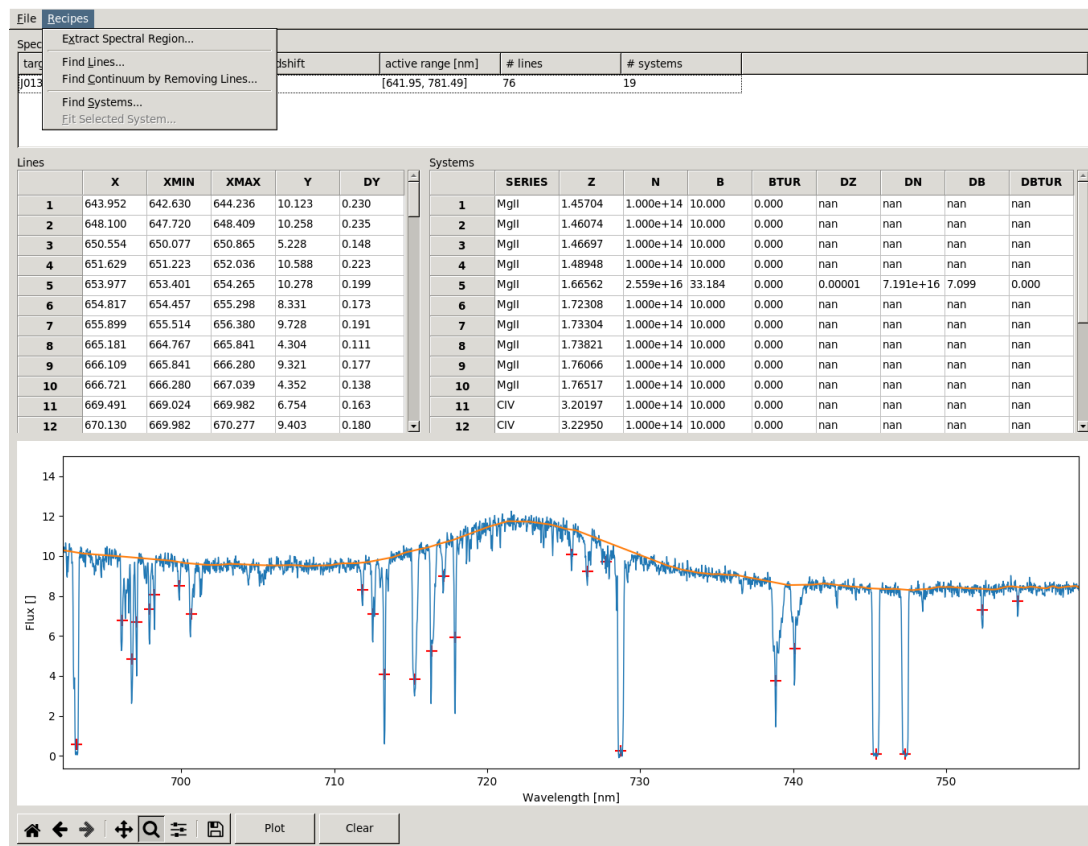 File Recipes
Extract Spectral Region...
Find Lines...
Find Continuum by Removing Lines...
Find Systems...
Fit Selected System...
active range [nm] # lines # systems
[641.95, 781.49] 76 19
Lines
X XMIN XMAX Y DY
1 643.952 642.630 644.236 10.123 0.230
2 648.100 647.720 648.409 10.258 0.235
3 650.554 650.077 650.865 5.228 0.148
4 651.629 651.223 652.036 10.588 0.223
5 653.977 653.401 654.265 10.278 0.199
6 654.817 654.457 655.298 8.331 0.173
7 655.899 655.514 656.380 9.728 0.191
8 665.181 664.767 665.841 4.304 0.111
9 666.109 665.841 666.280 9.321 0.177
10 666.721 666.280 667.039 4.352 0.138
11 669.491 669.024 669.982 6.754 0.163
12 670.130 669.982 670.277 9.403 0.180
Systems
SERIES Z N B BTUR DZ DN DB DBTUR
1 MgII 1.45704 1.000e+14 10.000 0.000 nan nan nan nan
2 MgII 1.46074 1.000e+14 10.000 0.000 nan nan nan nan
3 MgII 1.46697 1.000e+14 10.000 0.000 nan nan nan nan
4 MgII 1.48948 1.000e+14 10.000 0.000 nan nan nan nan
5 MgII 1.66562 2.559e+16 33.184 0.000 0.00001 7.191e+16 7.099 0.000
6 MgII 1.72308 1.000e+14 10.000 0.000 nan nan nan nan
7 MgII 1.73304 1.000e+14 10.000 0.000 nan nan nan nan
8 MgII 1.73821 1.000e+14 10.000 0.000 nan nan nan nan
9 MgII 1.76066 1.000e+14 10.000 0.000 nan nan nan nan
10 MgII 1.76517 1.000e+14 10.000 0.000 nan nan nan nan
11 CIV 3.20197 1.000e+14 10.000 0.000 nan nan nan nan
12 CIV 3.22950 1.000e+14 10.000 0.000 nan nan nan nan
14
12
10
8
6
4
2
0
Flux []
700 710 720 730 740 750
Wavelength [nm]
Plot Clear